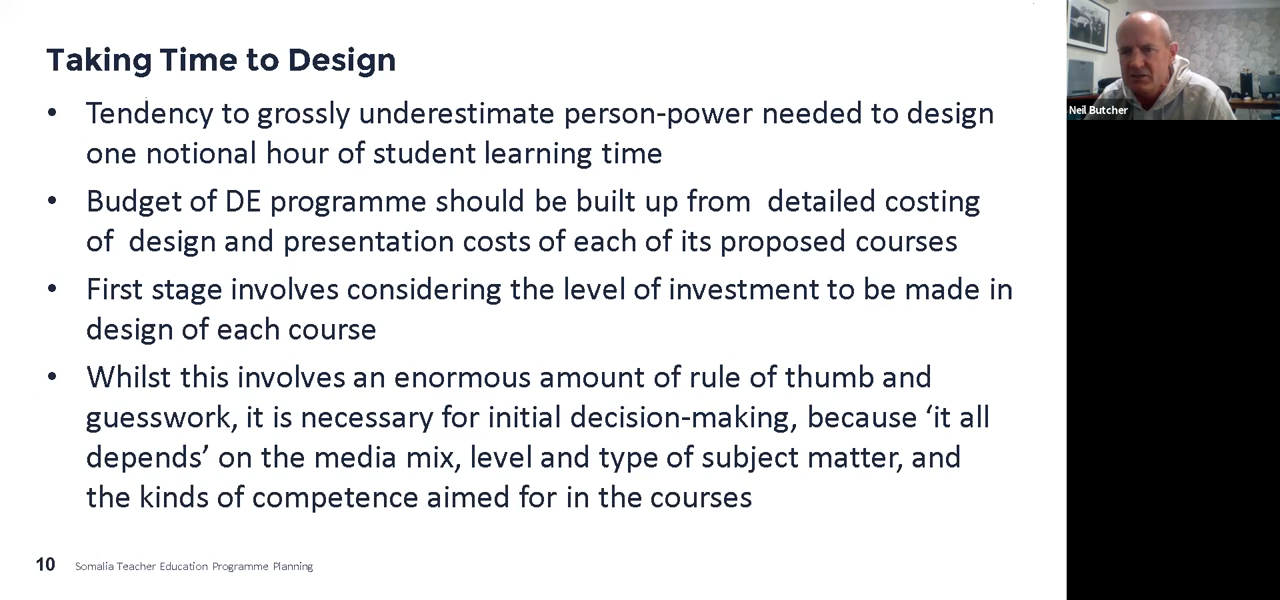 Taking Time to Design
• Tendency to grossly underestimate person-power needed to design
one notional hour of student learning time
• Budget of DE programme should be built up from  detailed costing
of  design and presentation costs of each of its proposed courses
• First stage involves considering the level of investment to be made in
design of each course
• Whilst this involves an enormous amount of rule of thumb and
guesswork, it is necessary for initial decision-making, because ‘it all
depends’ on the media mix, level and type of subject matter, and
the kinds of competence aimed for in the courses
10 Somalia Teacher Education Programme Planning
Neil Butcher